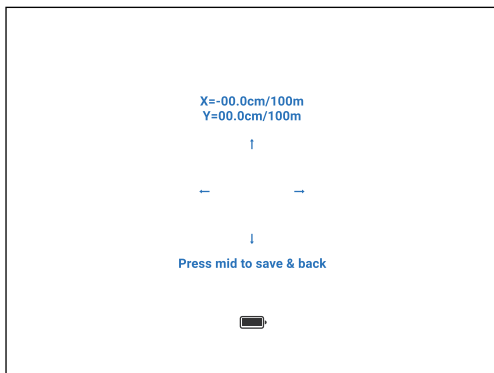 X=-00.0cm/100m
Y=00.0cm/100m
↑
← →
↓
Press mid to save & back